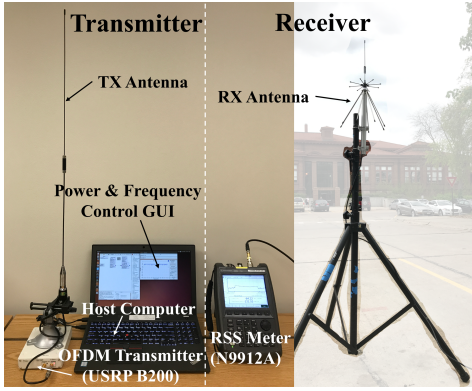 Transmitter
Receiver
TX Antenna
RX Antenna
Power & Frequency
Control GUI
Host Computer
OFDM Transmitter
(USRP B200)
RSS Meter
(N9912A)